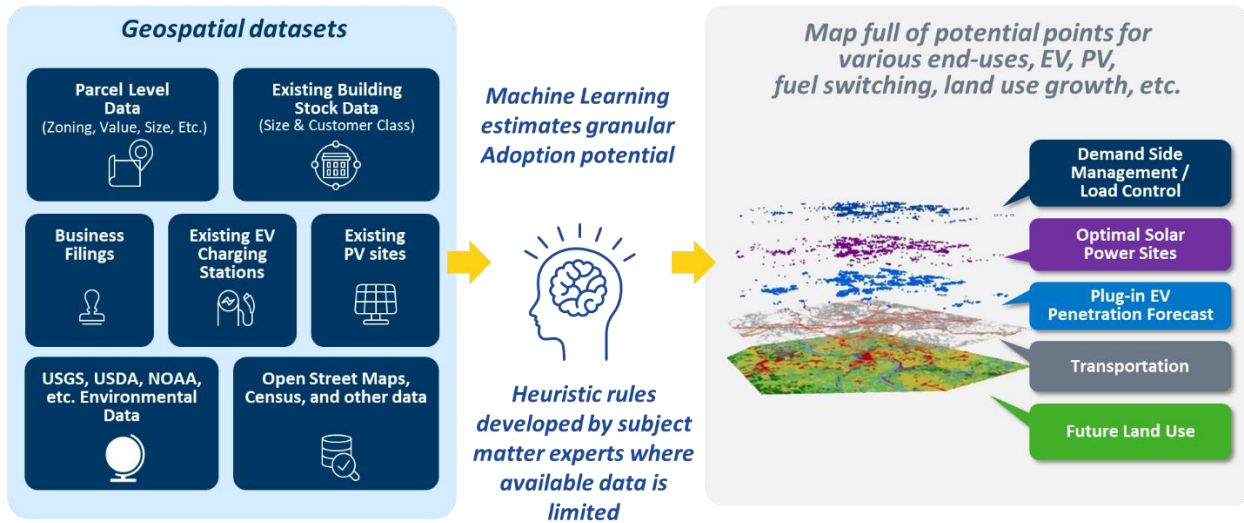 Geospatial datasets
Parcel Level
Data
(Zoning, Value, Size, Etc.)
Existing Building
Stock Data
(Size & Customer Class)
Business
Filings
Existing EV
Charging
Stations
Existing
PV sites
USGS, USDA, NOAA,
etc. Environmental
Data
Open Street Maps,
Census, and other data
Machine Learning
estimates granular
Adoption potential
Heuristic rules
developed by subject
matter experts where
available data is
limited
Map full of potential points for
various end-uses, EV, PV,
fuel switching, land use growth, etc.
Demand Side
Management /
Load Control
Optimal Solar
Power Sites
Plug-in EV
Penetration Forecast
Transportation
Future Land Use